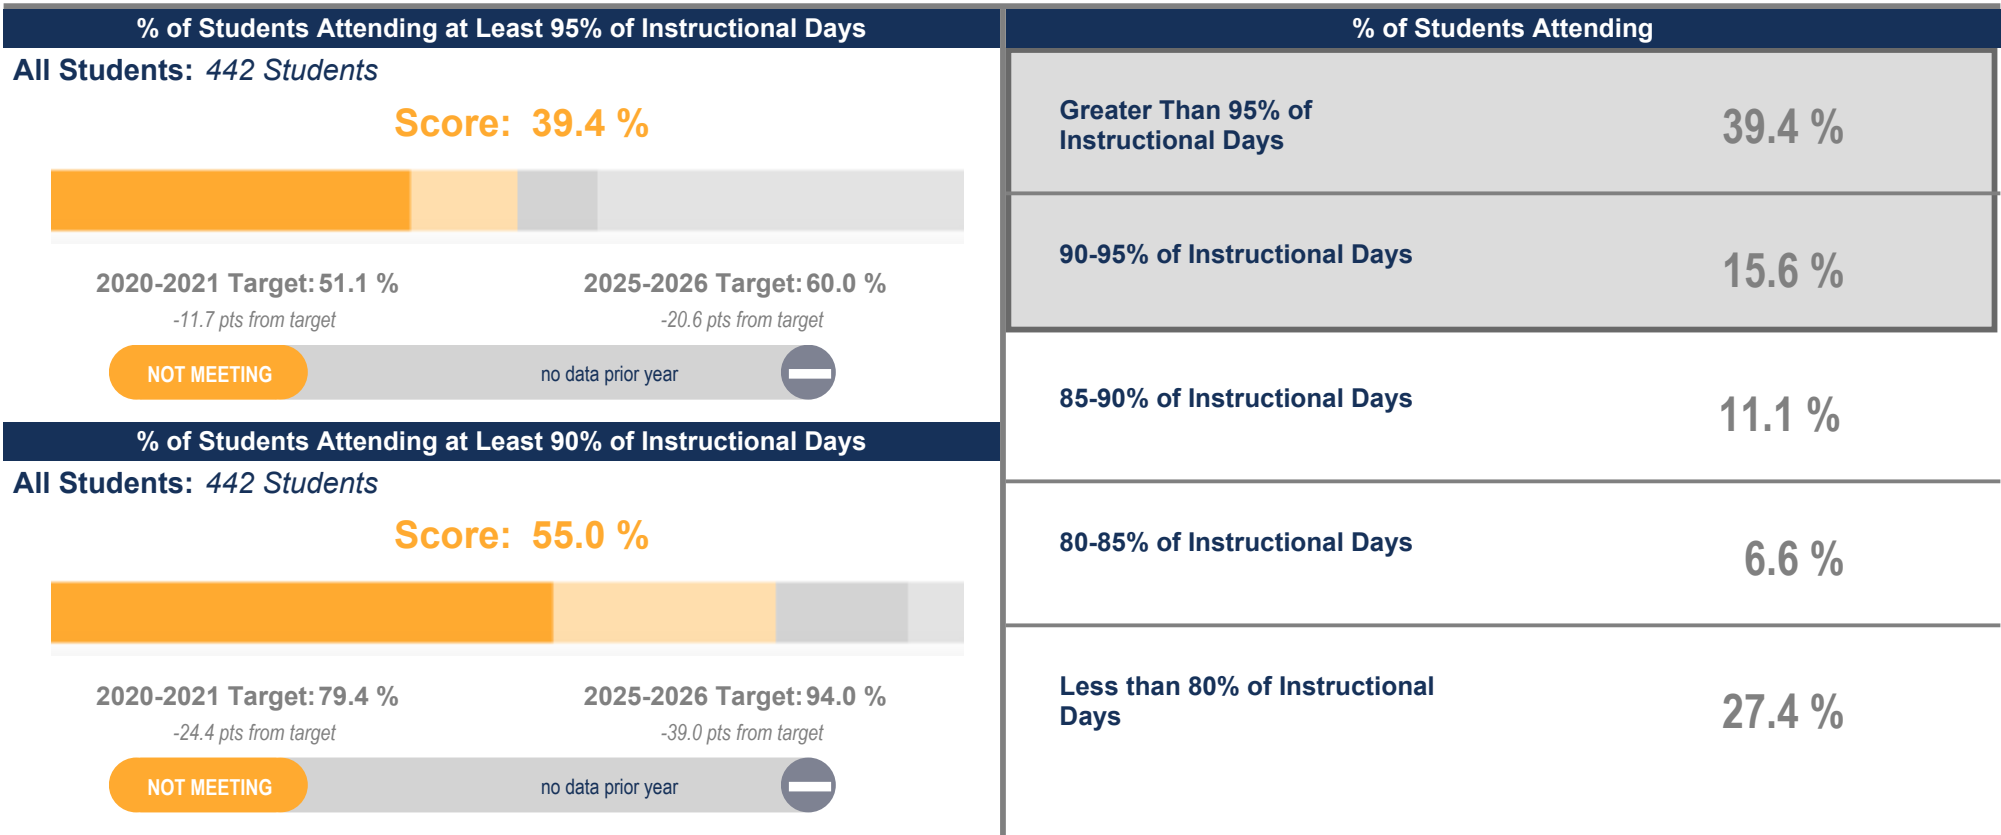 % of Students Attending at Least 95% of Instructional Days
All Students: 442 Students
Score: 39.4 %
2020-2021 Target: 51.1 %
-11.7 pts from target
2025-2026 Target: 60.0 %
-20.6 pts from target
NOT MEETING
no data prior year
% of Students Attending at Least 90% of Instructional Days
All Students: 442 Students
Score: 55.0 %
2020-2021 Target: 79.4 %
-24.4 pts from target
2025-2026 Target: 94.0 %
-39.0 pts from target
NOT MEETING
no data prior year
% of Students Attending
Greater Than 95% of
Instructional Days
39.4 %
90-95% of Instructional Days
15.6 %
85-90% of Instructional Days
11.1 %
80-85% of Instructional Days
6.6 %
Less than 80% of Instructional
Days
27.4 %